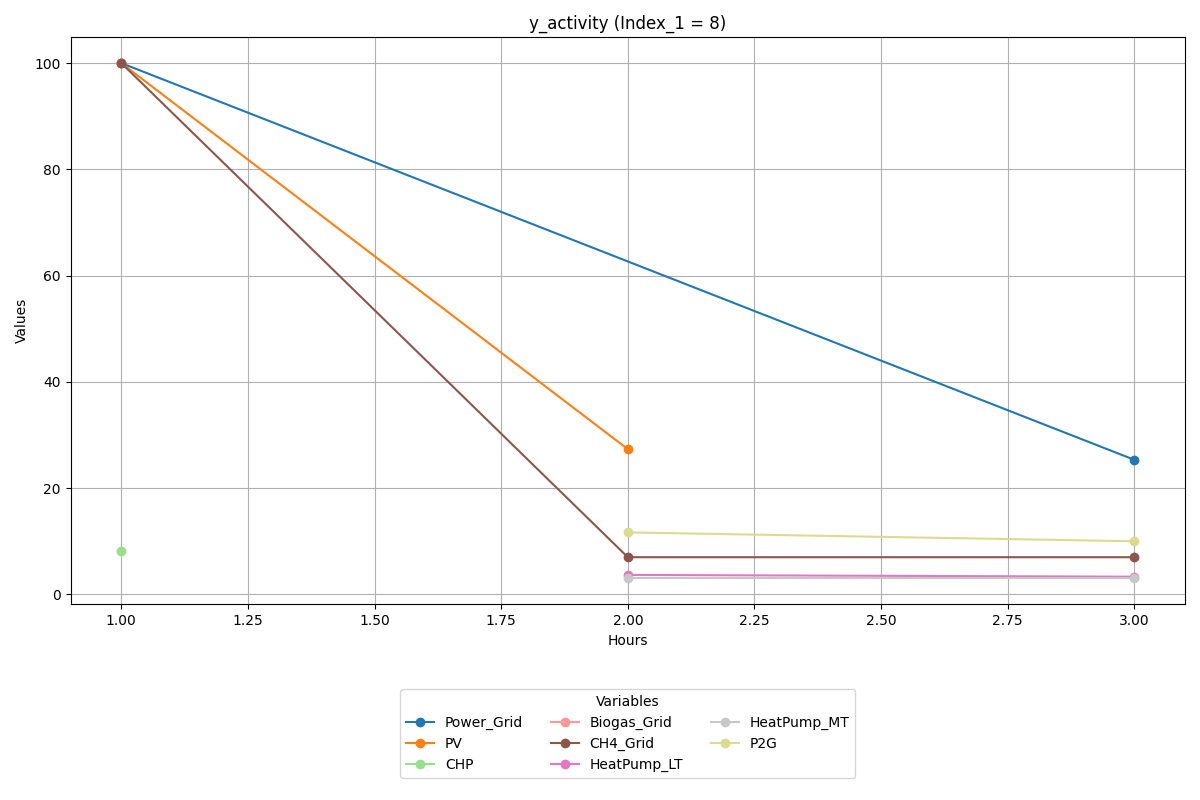 y_activity (Index_1 = 8)
Values
100
80
60
40
20
0
1.00 1.25 1.50 1.75 2.00 2.25 2.50 2.75 3.00
Hours
Variables
Power_Grid Biogas_Grid HeatPump_MT
PV CH4_Grid P2G
CHP HeatPump_LT